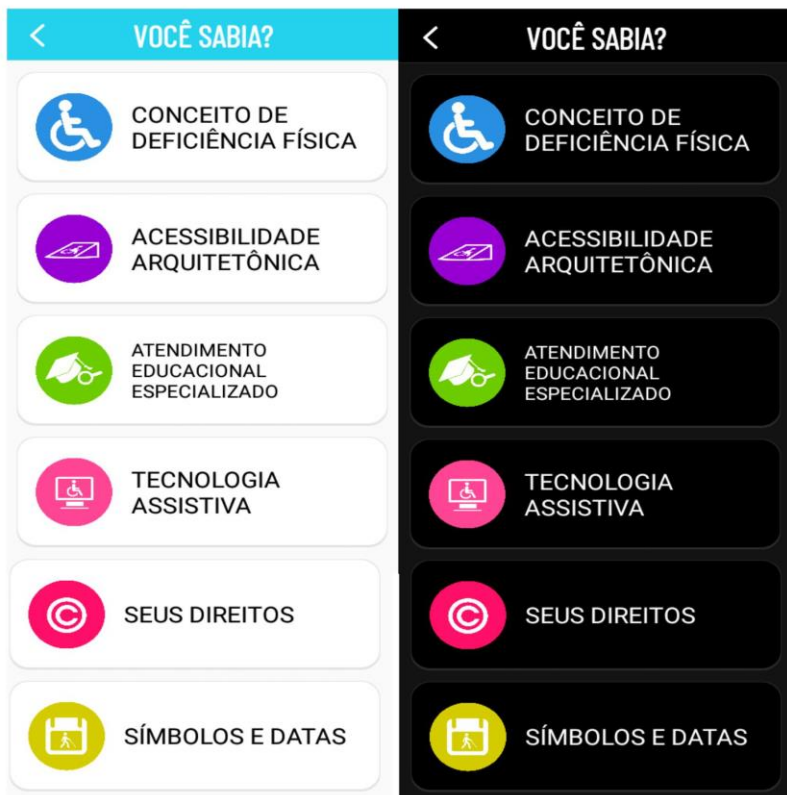 VOCÊ SABIA?
CONCEITO DE
DEFICIÊNCIA FÍSICA
ACESSIBILIDADE
ARQUITETÔNICA
ATENDIMENTO
EDUCACIONAL
ESPECIALIZADO
TECNOLOGIA
ASSISTIVA
©
SEUS DIREITOS
SÍMBOLOS E DATAS
VOCÊ SABIA?
CONCEITO DE
DEFICIÊNCIA FÍSICA
ACESSIBILIDADE
ARQUITETÔNICA
ATENDIMENTO
EDUCACIONAL
ESPECIALIZADO
TECNOLOGIA
ASSISTIVA
©
SEUS DIREITOS
SÍMBOLOS E DATAS